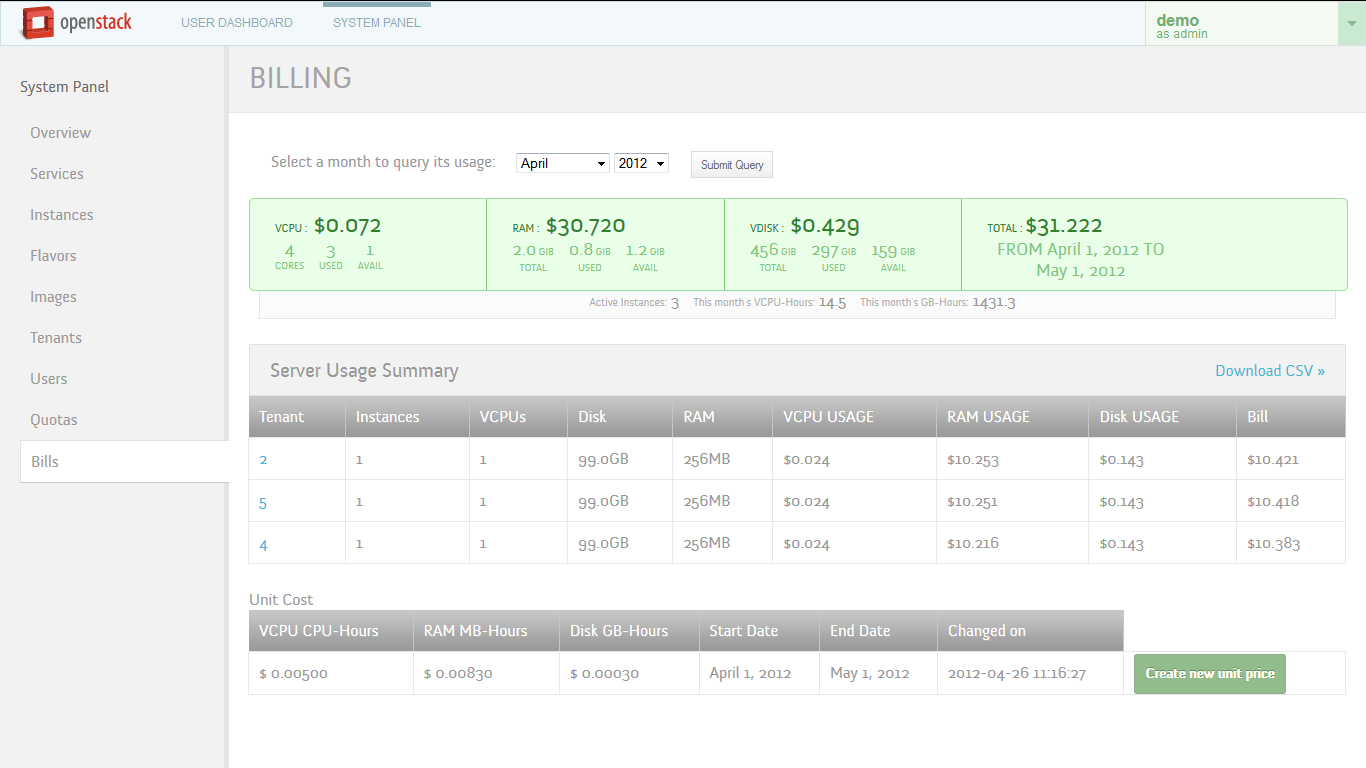 openstack USER DASHBOARD SYSTEM PANEL demo
as admin
System Panel
Overview
Services
Instances
Flavors
Images
Tenants
Users
Quotas
Bills
BILLING
Select a month to query its usage: April 2012 Submit Query
VCPU : $0.072 RAM : $30.720 VDISK : $0.429 TOTAL : $31.222
4 3 1 2.0 GIB 0.8 GIB 1.2 GIB 456 GIB 297 GIB 159 GIB FROM April 1, 2012 TO
CORES USED AVAIL TOTAL USED AVAIL TOTAL USED AVAIL May 1, 2012
Active Instances: 3 This month's VCPU-Hours: 14.5 This month's GB-Hours: 1431.3
Server Usage Summary Download CSV »
Tenant Instances VCPUs Disk RAM VCPU USAGE RAM USAGE Disk USAGE Bill
2 1 1 99.0GB 256MB $0.024 $10.253 $0.143 $10.421
5 1 1 99.0GB 256MB $0.024 $10.251 $0.143 $10.418
4 1 1 99.0GB 256MB $0.024 $10.216 $0.143 $10.383
Unit Cost
VCPU CPU-Hours RAM MB-Hours Disk GB-Hours Start Date End Date Changed on
$ 0.00500 $ 0.00830 $ 0.00030 April 1, 2012 May 1, 2012 2012-04-26 11:16:27 Create new unit price